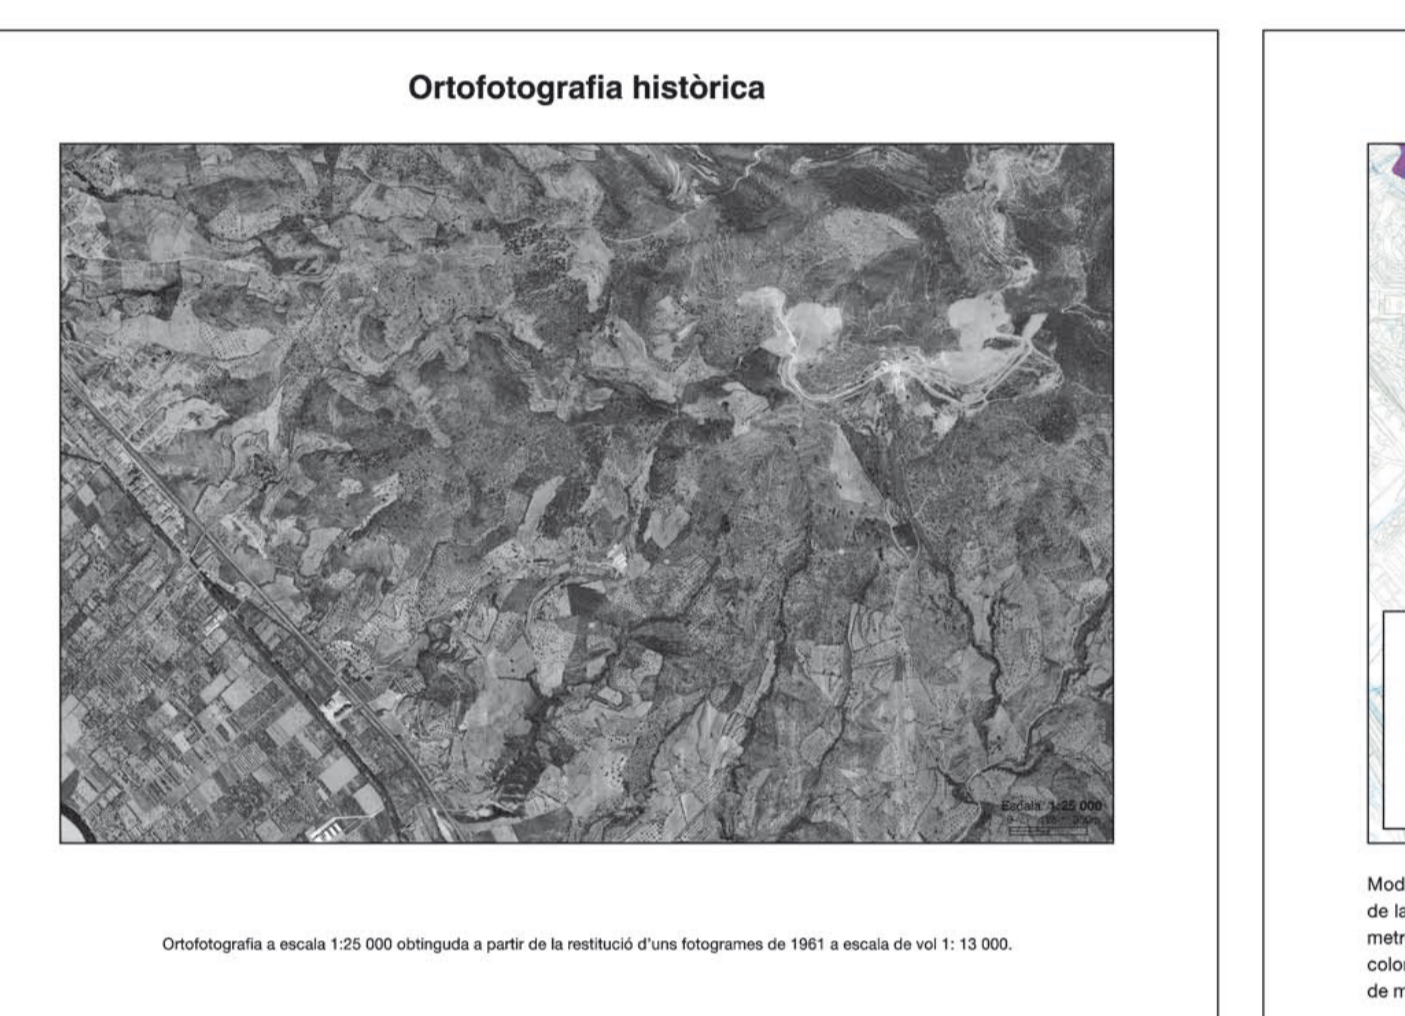 Ortofotografia històrica
Escala 1:25 000
Ortofotografia a escala 1:25 000 obtinguda a partir de la restitució d'uns fotogrames de 1961 a escala de vol 1: 13 000.
Mod
de la
metr
color
de m